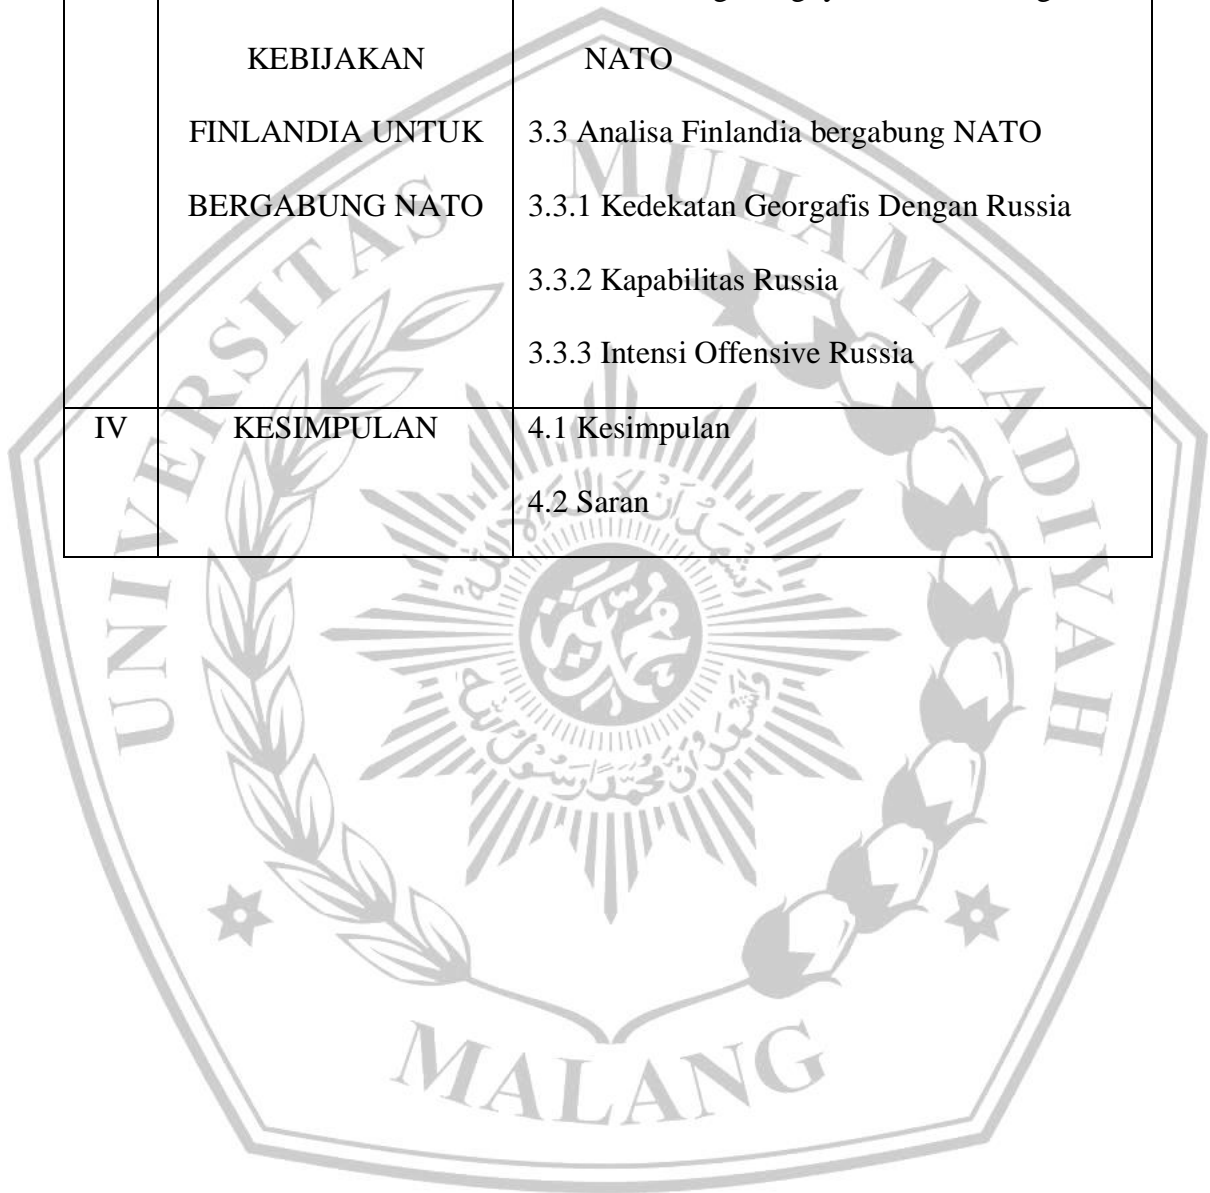 KEBIJAKAN
FINLANDIA UNTUK
BERGABUNG NATO
NATO
3.3 Analisa Finlandia bergabung NATO
3.3.1 Kedekatan Georgafis Dengan Russia
3.3.2 Kapabilitas Russia
3.3.3 Intensi Offensive Russia
IV
KESIMPULAN
4.1 Kesimpulan
4.2 Saran
UNIVERSITAS MUHAMMADIYAH
MALANG